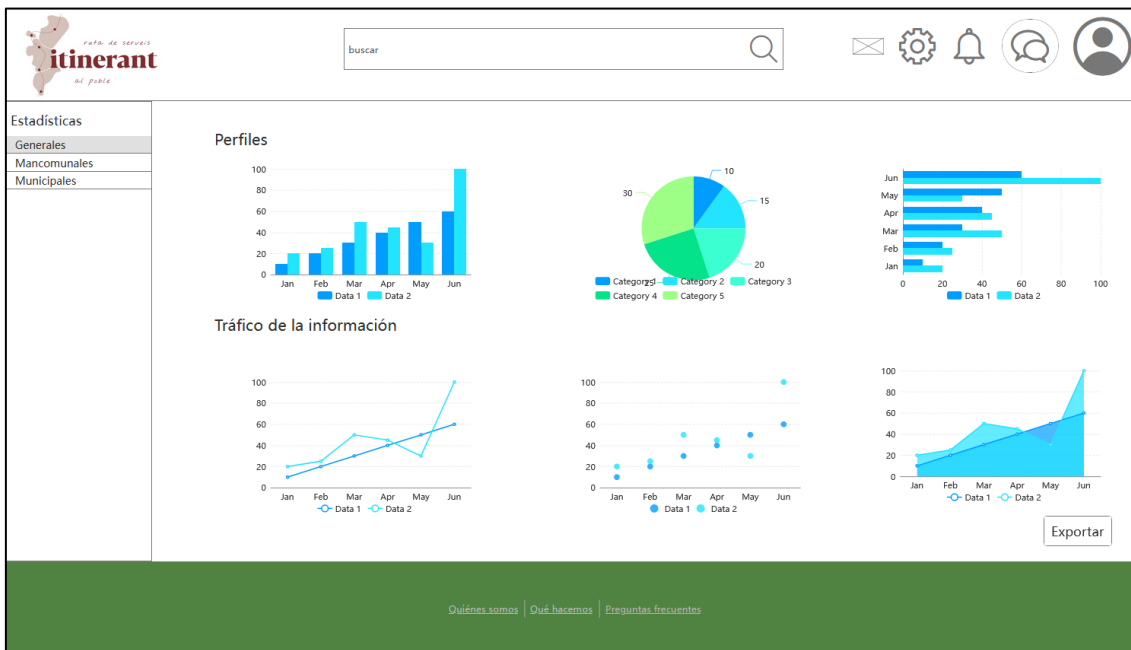 ruta de serveis
itinerant
al poble
buscar
Estadísticas
Generales
Mancomunales
Municipales
Perfiles
100
80
60
40
20
0
Jan Feb Mar Apr May Jun
Data 1 Data 2
10
15
20
25
30
Category 1 Category 2 Category 3
Category 4 Category 5
Jun
May
Apr
Mar
Feb
Jan
0 20 40 60 80 100
Data 1 Data 2
Tráfico de la información
100
80
60
40
20
0
Jan Feb Mar Apr May Jun
Data 1 Data 2
100
80
60
40
20
0
Jan Feb Mar Apr May Jun
Data 1 Data 2
100
80
60
40
20
0
Jan Feb Mar Apr May Jun
Data 1 Data 2
Exportar
Quiénes somos Qué hacemos Preguntas frecuentes